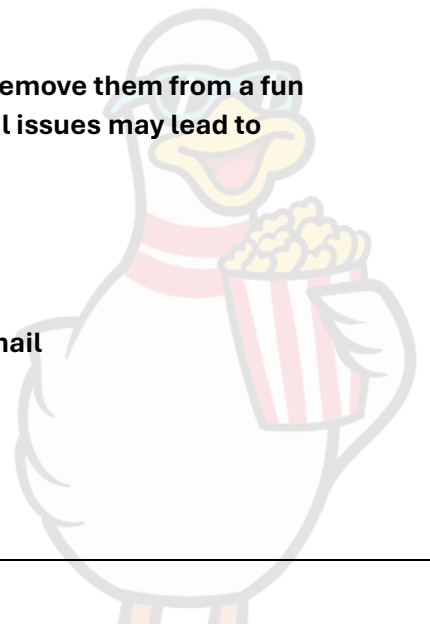 emove them from a fun
l issues may lead to
nail